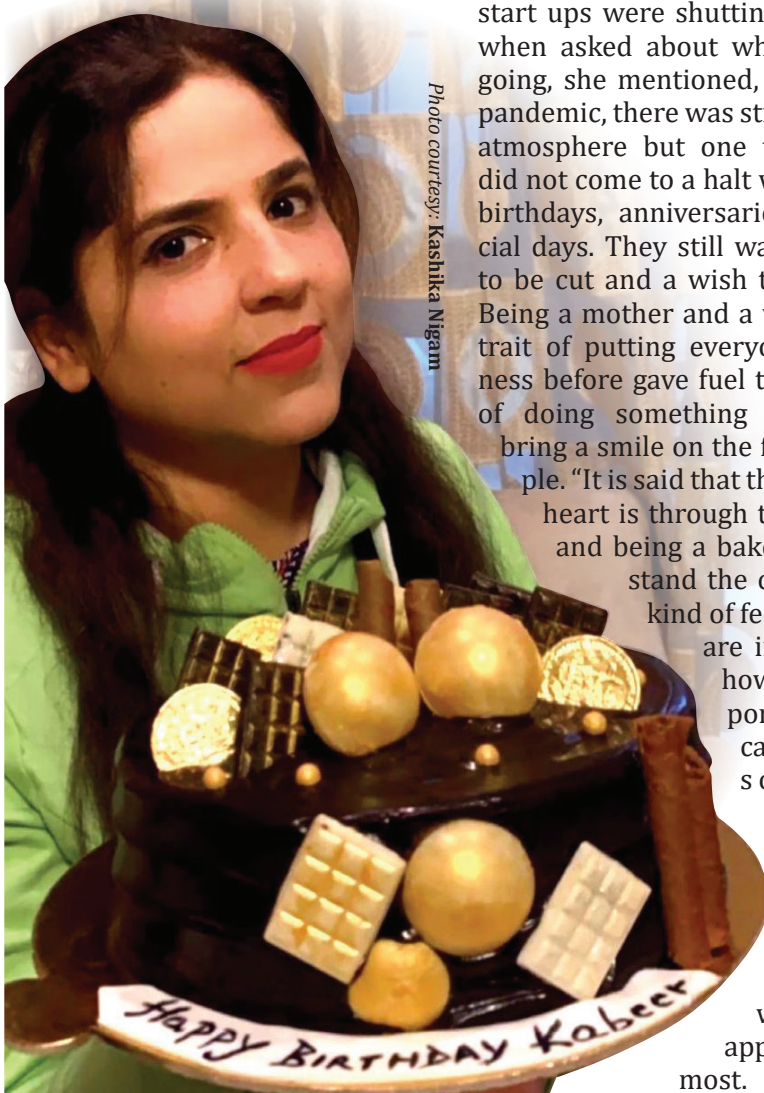 start ups were shuttin
when asked about wh
going, she mentioned,
pandemic, there was sti
atmosphere but one t
did not come to a halt w
birthdays, anniversarie
cial days. They still wa
to be cut and a wish t
Being a mother and a
trait of putting everyo
ness before gave fuel t
of doing something
bring a smile on the f
ple. “It is said that th
heart is through t
and being a bake
stand the
kind of fe
are i
how
por
ca
s
w
app
most.
Photo courtesy: Kashika Nigam
HAPPY BIRTHDAY Kabeer